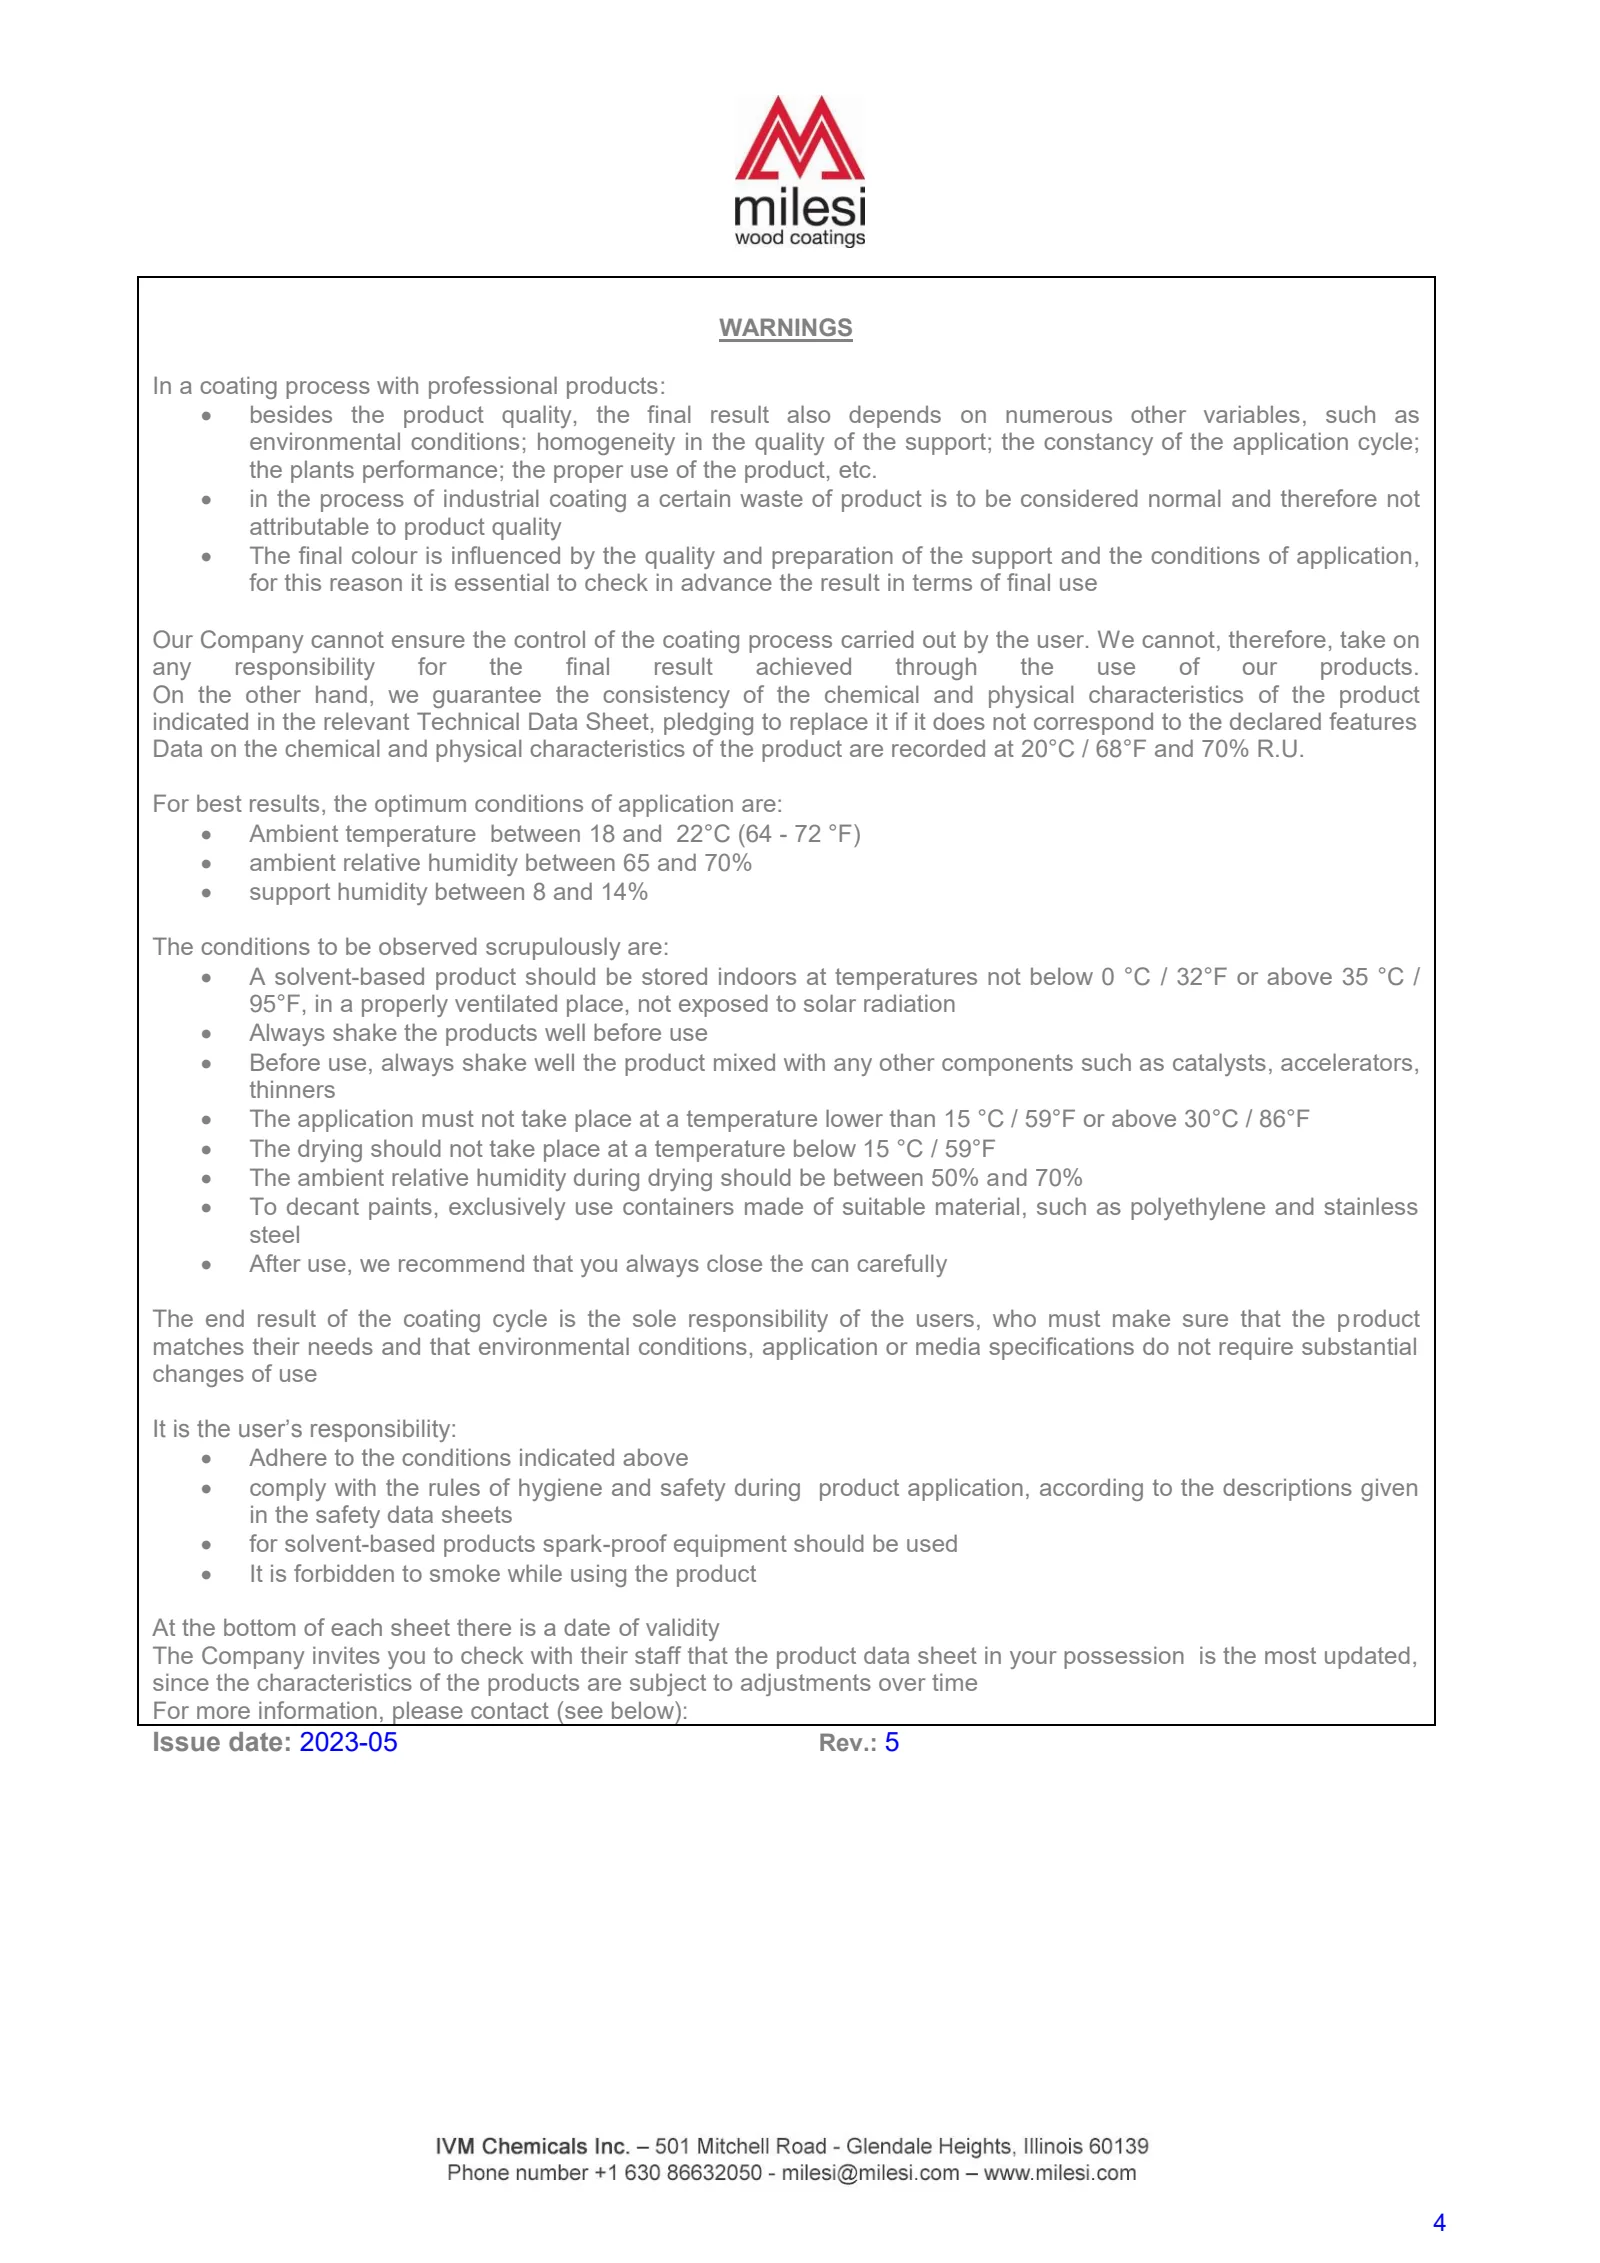 milesi
wood coatings
WARNINGS
In a coating process with professional products:
• besides the product quality, the final result also depends on numerous other variables, such as
environmental conditions; homogeneity in the quality of the support; the constancy of the application cycle;
the plants performance; the proper use of the product, etc.
• in the process of industrial coating a certain waste of product is to be considered normal and therefore not
attributable to product quality
• The final colour is influenced by the quality and preparation of the support and the conditions of application,
for this reason it is essential to check in advance the result in terms of final use
Our Company cannot ensure the control of the coating process carried out by the user. We cannot, therefore, take on
any responsibility for the final result achieved through the use of our products.
On the other hand, we guarantee the consistency of the chemical and physical characteristics of the product
indicated in the relevant Technical Data Sheet, pledging to replace it if it does not correspond to the declared features
Data on the chemical and physical characteristics of the product are recorded at 20°C / 68°F and 70% R.U.
For best results, the optimum conditions of application are:
• Ambient temperature between 18 and 22°C (64 - 72 °F)
• ambient relative humidity between 65 and 70%
• support humidity between 8 and 14%
The conditions to be observed scrupulously are:
• A solvent-based product should be stored indoors at temperatures not below 0 °C / 32°F or above 35 °C /
95°F, in a properly ventilated place, not exposed to solar radiation
• Always shake the products well before use
• Before use, always shake well the product mixed with any other components such as catalysts, accelerators,
thinners
• The application must not take place at a temperature lower than 15 °C / 59°F or above 30°C / 86°F
• The drying should not take place at a temperature below 15 °C / 59°F
• The ambient relative humidity during drying should be between 50% and 70%
• To decant paints, exclusively use containers made of suitable material, such as polyethylene and stainless
steel
• After use, we recommend that you always close the can carefully
The end result of the coating cycle is the sole responsibility of the users, who must make sure that the product
matches their needs and that environmental conditions, application or media specifications do not require substantial
changes of use
It is the user’s responsibility:
• Adhere to the conditions indicated above
• comply with the rules of hygiene and safety during product application, according to the descriptions given
in the safety data sheets
• for solvent-based products spark-proof equipment should be used
• It is forbidden to smoke while using the product
At the bottom of each sheet there is a date of validity
The Company invites you to check with their staff that the product data sheet in your possession is the most updated,
since the characteristics of the products are subject to adjustments over time
For more information, please contact (see below):
Issue date: 2023-05 Rev.: 5
IVM Chemicals Inc. – 501 Mitchell Road - Glendale Heights, Illinois 60139
Phone number +1 630 86632050 - milesi@milesi.com – www.milesi.com
4